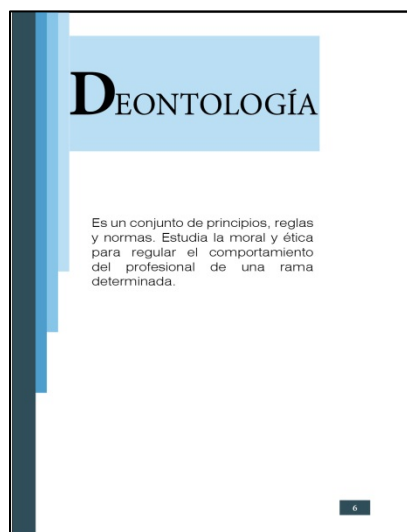 DEONTOLOGÍA
Es un conjunto de principios, reglas
y normas. Estudia la moral y ética
para regular el comportamiento
del profesional de una rama
determinada.
6